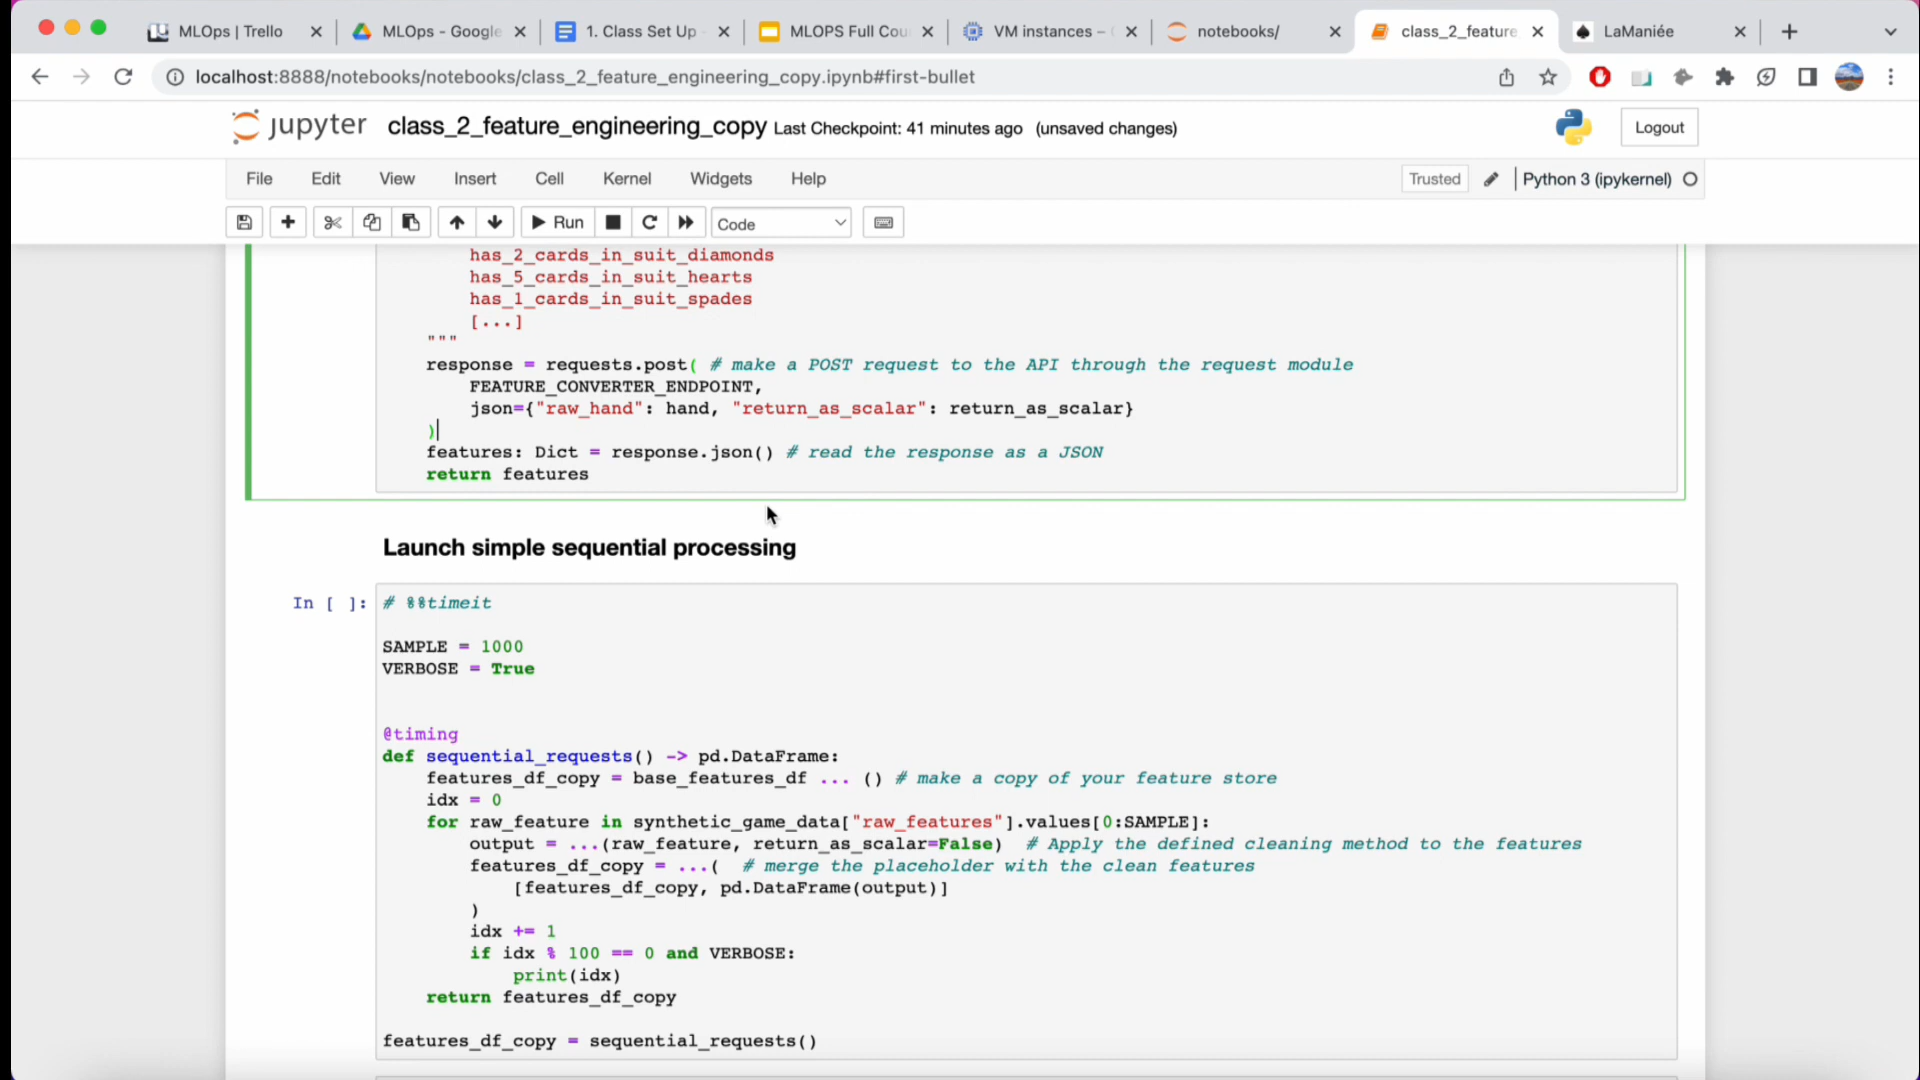 MLOps | Trello
MLOps - Google
1. Class Set Up -
MLOPS Full Cou
VM instances –
notebooks/
class_2_feature
LaManiée
localhost:8888/notebooks/notebooks/class_2_feature_engineering_copy.ipynb#first-bullet
jupyter class_2_feature_engineering_copy Last Checkpoint: 41 minutes ago (unsaved changes)
Logout
File Edit View Insert Cell Kernel Widgets Help
Trusted Python 3 (ipykernel)
Run Code
has_2_cards_in_suit_diamonds
has_5_cards_in_suit_hearts
has_1_cards_in_suit_spades
[...]
"""
response = requests.post( # make a POST request to the API through the request module
FEATURE_CONVERTER_ENDPOINT,
json={"raw_hand": hand, "return_as_scalar": return_as_scalar}
)
features: Dict = response.json() # read the response as a JSON
return features
Launch simple sequential processing
In [ ]: # %%timeit
SAMPLE = 1000
VERBOSE = True
@timing
def sequential_requests() -> pd.DataFrame:
features_df_copy = base_features_df ... () # make a copy of your feature store
idx = 0
for raw_feature in synthetic_game_data["raw_features"].values[0:SAMPLE]:
output = ...(raw_feature, return_as_scalar=False) # Apply the defined cleaning method to the features
features_df_copy = ...( # merge the placeholder with the clean features
[features_df_copy, pd.DataFrame(output)]
)
idx += 1
if idx % 100 == 0 and VERBOSE:
print(idx)
return features_df_copy
features_df_copy = sequential_requests()